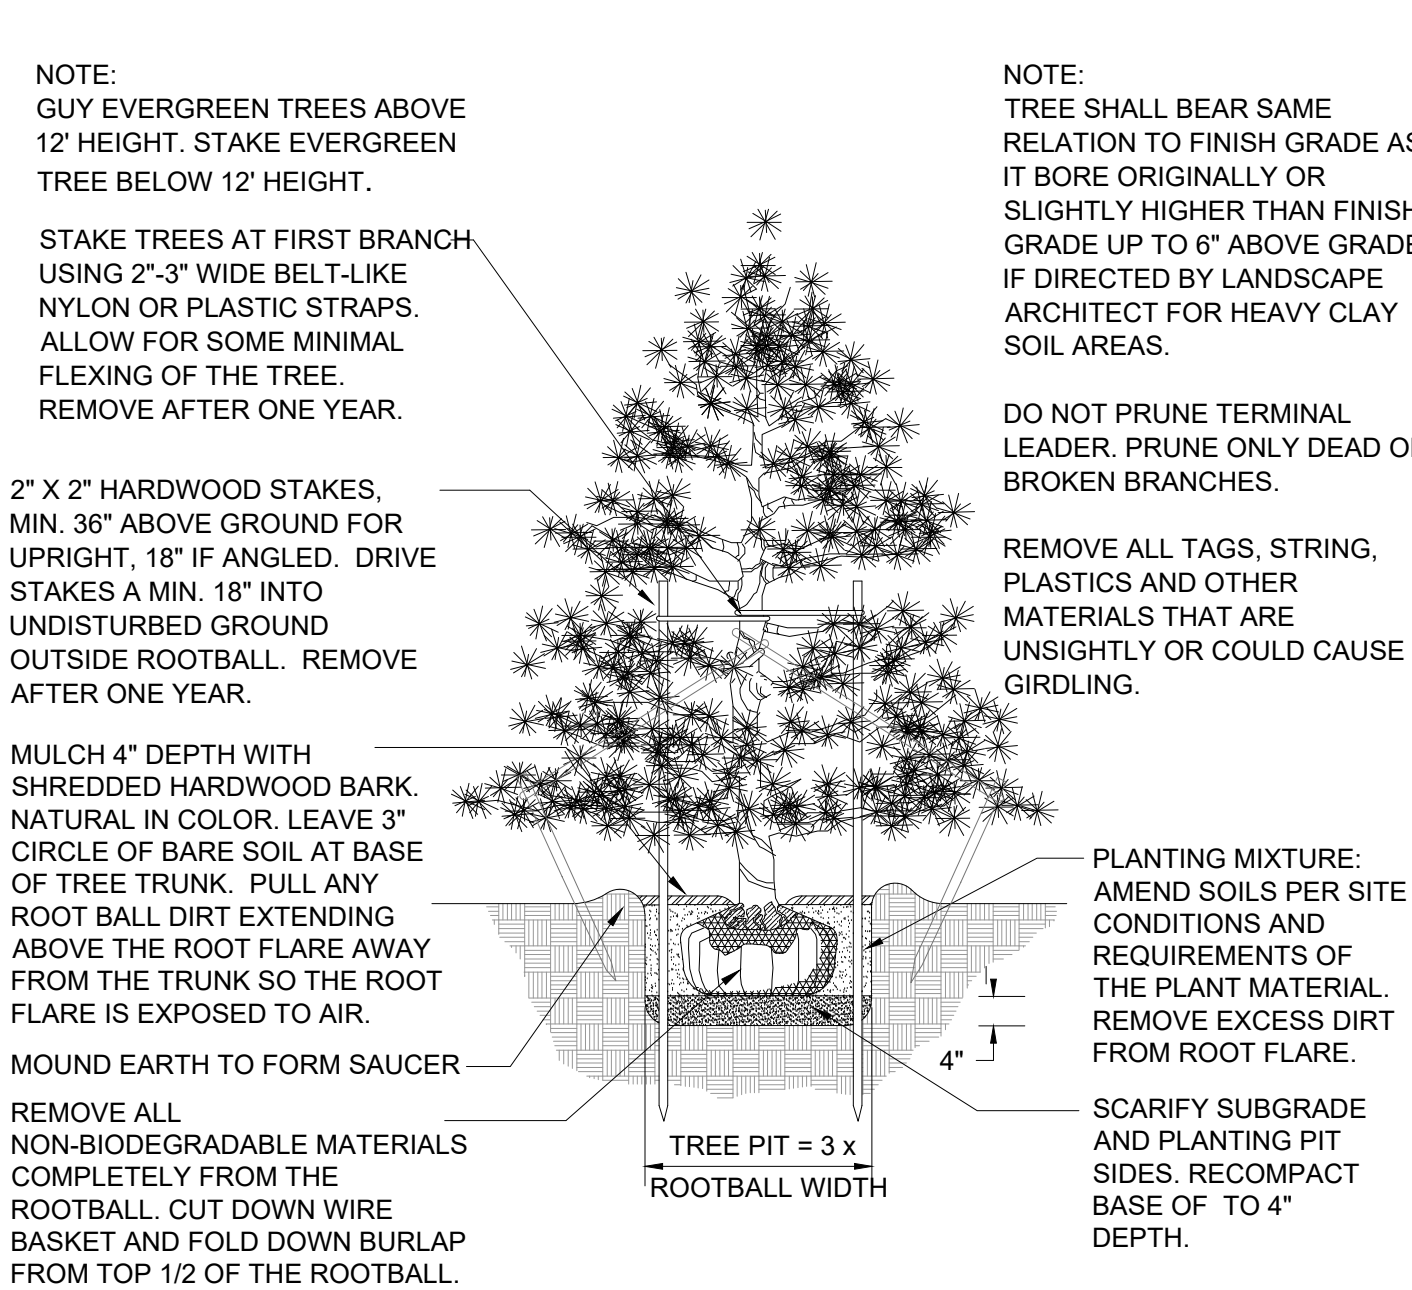 NOTE:
GUY EVERGREEN TREES ABOVE
12' HEIGHT. STAKE EVERGREEN
TREE BELOW 12' HEIGHT.
STAKE TREES AT FIRST BRANCH
USING 2"-3" WIDE BELT-LIKE
NYLON OR PLASTIC STRAPS.
ALLOW FOR SOME MINIMAL
FLEXING OF THE TREE.
REMOVE AFTER ONE YEAR.
2" X 2" HARDWOOD STAKES,
MIN. 36" ABOVE GROUND FOR
UPRIGHT, 18" IF ANGLED. DRIVE
STAKES A MIN. 18" INTO
UNDISTURBED GROUND
OUTSIDE ROOTBALL. REMOVE
AFTER ONE YEAR.
MULCH 4" DEPTH WITH
SHREDDED HARDWOOD BARK.
NATURAL IN COLOR. LEAVE 3"
CIRCLE OF BARE SOIL AT BASE
OF TREE TRUNK. PULL ANY
ROOT BALL DIRT EXTENDING
ABOVE THE ROOT FLARE AWAY
FROM THE TRUNK SO THE ROOT
FLARE IS EXPOSED TO AIR.
MOUND EARTH TO FORM SAUCER
REMOVE ALL
NON-BIODEGRADABLE MATERIALS
COMPLETELY FROM THE
ROOTBALL. CUT DOWN WIRE
BASKET AND FOLD DOWN BURLAP
FROM TOP 1/2 OF THE ROOTBALL.
TREE PIT = 3 x
ROOTBALL WIDTH
4"
NOTE:
TREE SHALL BEAR SAME
RELATION TO FINISH GRADE AS
IT BORE ORIGINALLY OR
SLIGHTLY HIGHER THAN FINISH
GRADE UP TO 6" ABOVE GRADE
IF DIRECTED BY LANDSCAPE
ARCHITECT FOR HEAVY CLAY
SOIL AREAS.
DO NOT PRUNE TERMINAL
LEADER. PRUNE ONLY DEAD OR
BROKEN BRANCHES.
REMOVE ALL TAGS, STRING,
PLASTICS AND OTHER
MATERIALS THAT ARE
UNSIGHTLY OR COULD CAUSE
GIRDLING.
PLANTING MIXTURE:
AMEND SOILS PER SITE
CONDITIONS AND
REQUIREMENTS OF
THE PLANT MATERIAL.
REMOVE EXCESS DIRT
FROM ROOT FLARE.
SCARIFY SUBGRADE
AND PLANTING PIT
SIDES. RECOMPACT
BASE OF TO 4"
DEPTH.